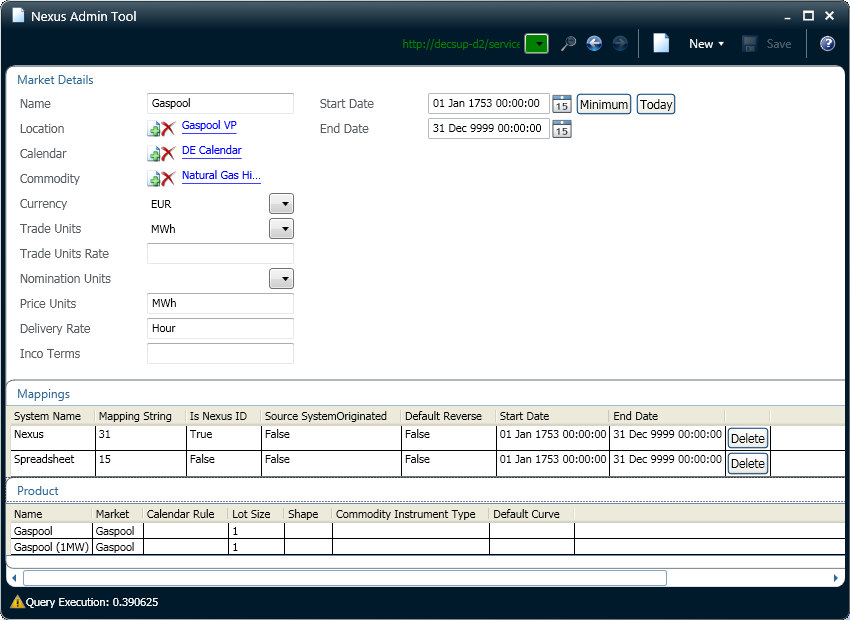 Nexus Admin Tool
http://decsup-d2/service
New
Save
Market Details
Name Gaspool Start Date 01 Jan 1753 00:00:00 15 Minimum Today
Location Gaspool VP End Date 31 Dec 9999 00:00:00 15
Calendar DE Calendar
Commodity Natural Gas Hi...
Currency EUR
Trade Units MWh
Trade Units Rate
Nomination Units
Price Units MWh
Delivery Rate Hour
Inco Terms
Mappings
System Name Mapping String Is Nexus ID Source SystemOriginated Default Reverse Start Date End Date
Nexus 31 True False False 01 Jan 1753 00:00:00 31 Dec 9999 00:00:00 Delete
Spreadsheet 15 False False False 01 Jan 1753 00:00:00 31 Dec 9999 00:00:00 Delete
Product
Name Market Calendar Rule Lot Size Shape Commodity Instrument Type Default Curve
Gaspool Gaspool 1
Gaspool (1MW) Gaspool 1
Query Execution: 0.390625